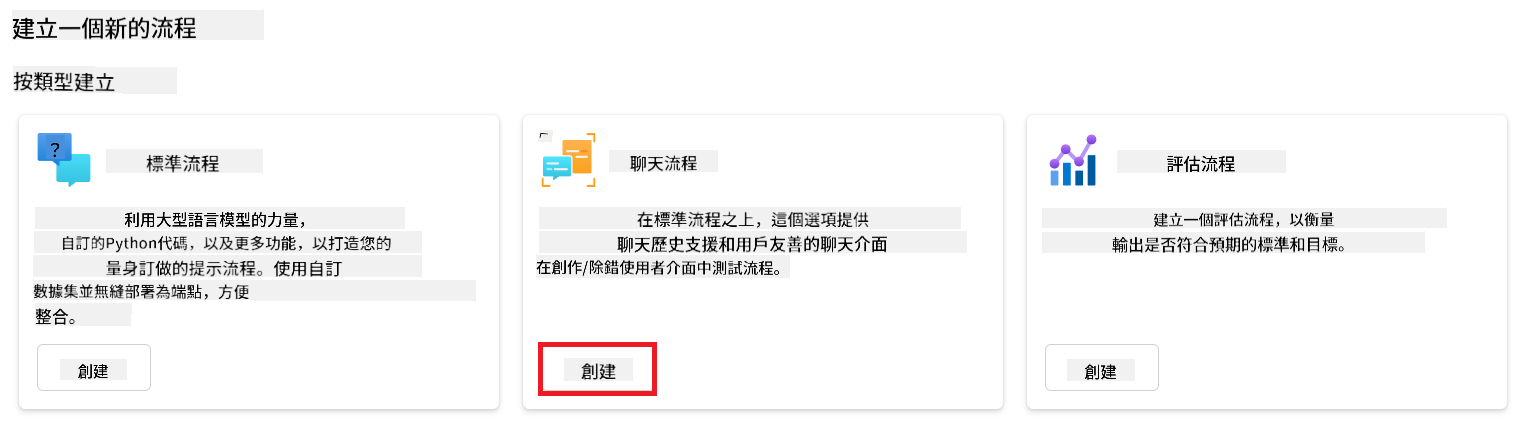 建立一個新的流程
按類型建立
?
標準流程
利用大型語言模型的力量，
自訂的Python代碼，以及更多功能，以打造您的
量身訂做的提示流程。使用自訂
數據集並無縫部署為端點，方便
整合。
創建
聊天流程
在標準流程之上，這個選項提供
聊天歷史支援和用戶友善的聊天介面
在創作/除錯使用者介面中測試流程。
創建
評估流程
建立一個評估流程，以衡量
輸出是否符合預期的標準和目標。
創建